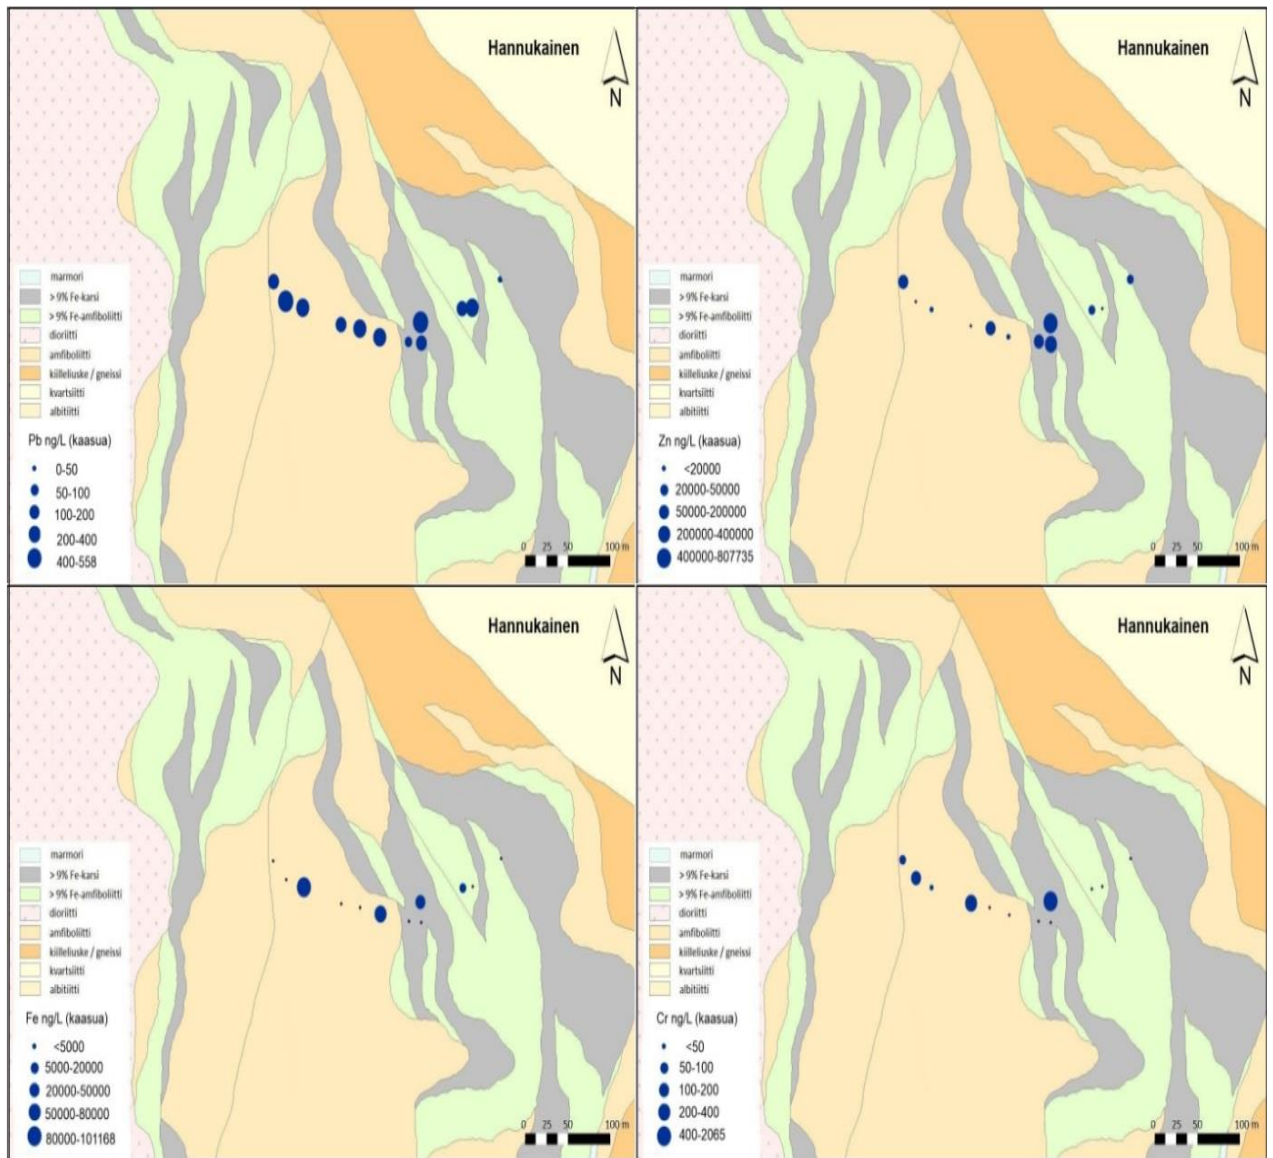 Hannukainen
N
marmori
> 9% Fe-karsi
> 9% Fe-amfiboliitti
dioriitti
amfiboliitti
kiilleliuske / gneissi
kvartsiitti
albitiitti
Pb ng/L (kaasua)
0-50
50-100
100-200
200-400
400-558
0 25 50 100 m
Hannukainen
N
marmori
> 9% Fe-karsi
> 9% Fe-amfiboliitti
dioriitti
amfiboliitti
kiilleliuske / gneissi
kvartsiitti
albitiitti
Zn ng/L (kaasua)
<20000
20000-50000
50000-200000
200000-400000
400000-807735
0 25 50 100 m
Hannukainen
N
marmori
> 9% Fe-karsi
> 9% Fe-amfiboliitti
dioriitti
amfiboliitti
kiilleliuske / gneissi
kvartsiitti
albitiitti
Fe ng/L (kaasua)
<5000
5000-20000
20000-50000
50000-80000
80000-101168
0 25 50 100 m
Hannukainen
N
marmori
> 9% Fe-karsi
> 9% Fe-amfiboliitti
dioriitti
amfiboliitti
kiilleliuske / gneissi
kvartsiitti
albitiitti
Cr ng/L (kaasua)
<50
50-100
100-200
200-400
400-2065
0 25 50 100 m